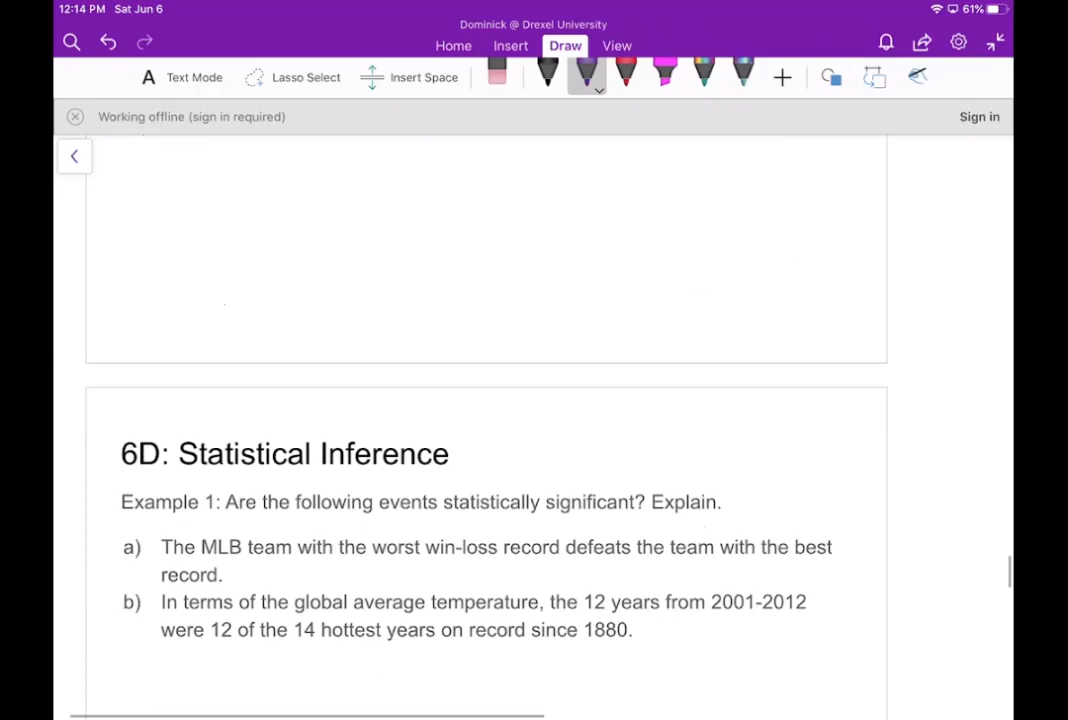 12:14 PM Sat Jun 6
61%
Dominick @ Drexel University
Home Insert Draw View
A Text Mode Lasso Select Insert Space
Working offline (sign in required) Sign in
6D: Statistical Inference
Example 1: Are the following events statistically significant? Explain.
a) The MLB team with the worst win-loss record defeats the team with the best
record.
b) In terms of the global average temperature, the 12 years from 2001-2012
were 12 of the 14 hottest years on record since 1880.